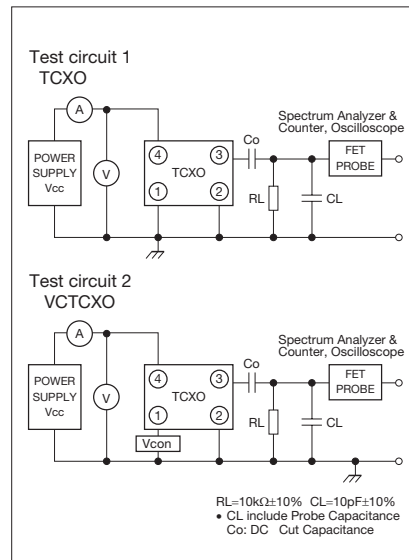 Test circuit 1
TCXO
A
Spectrum Analyzer &
Counter, Oscilloscope
Co
POWER
SUPPLY
Vcc
V
4
3
TCXO
1
2
RL
CL
FET
PROBE
Test circuit 2
VCTCXO
A
Spectrum Analyzer &
Counter, Oscilloscope
Co
POWER
SUPPLY
Vcc
V
4
3
TCXO
1
2
Vcon
RL
CL
FET
PROBE
RL=10kΩ±10% CL=10pF±10%
• CL include Probe Capacitance
Co: DC Cut Capacitance